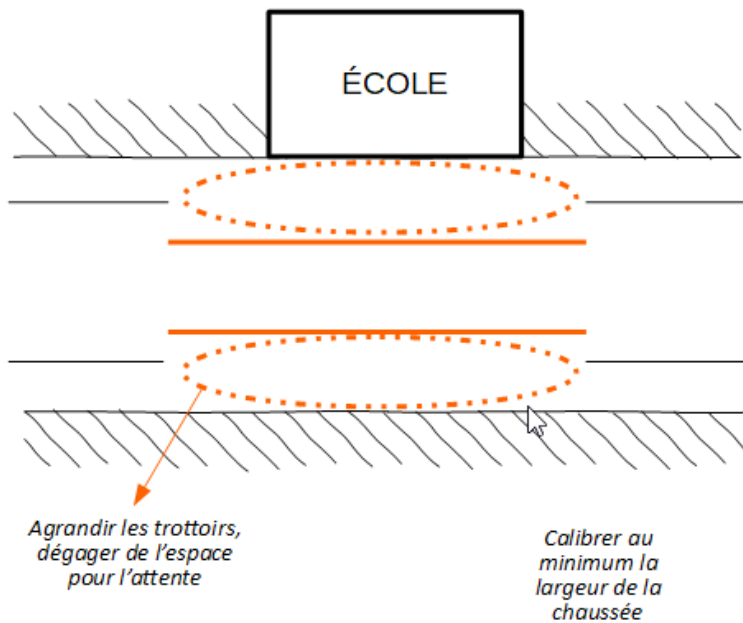 ÉCOLE
Agrandir les trottoirs,
dégager de l’espace
pour l’attente
Calibrer au
minimum la
largeur de la
chaussée